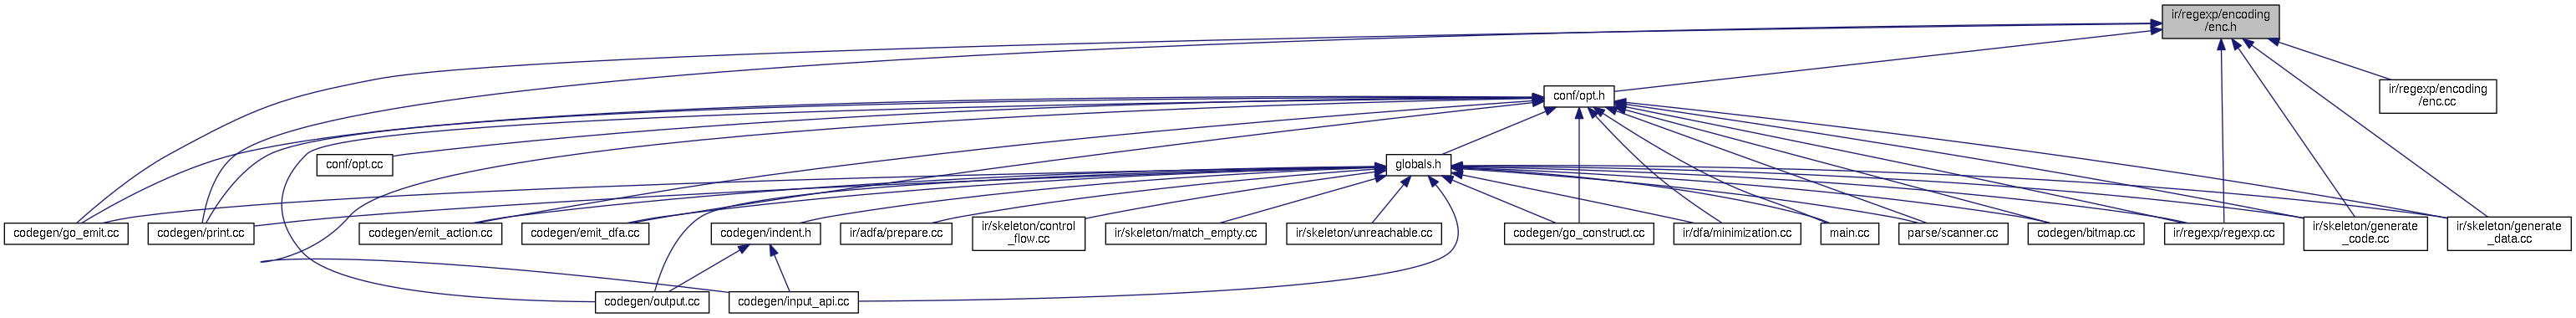 ir/regexp/encoding
/enc.h
ir/regexp/encoding
/enc.cc
conf/opt.h
conf/opt.cc
globals.h
codegen/go_emit.cc
codegen/print.cc
codegen/emit_action.cc
codegen/emit_dfa.cc
codegen/indent.h
ir/adfa/prepare.cc
ir/skeleton/control
_flow.cc
ir/skeleton/match_empty.cc
ir/skeleton/unreachable.cc
codegen/go_construct.cc
ir/dfa/minimization.cc
main.cc
parse/scanner.cc
codegen/bitmap.cc
ir/regexp/regexp.cc
ir/skeleton/generate
_code.cc
ir/skeleton/generate
_data.cc
codegen/output.cc
codegen/input_api.cc